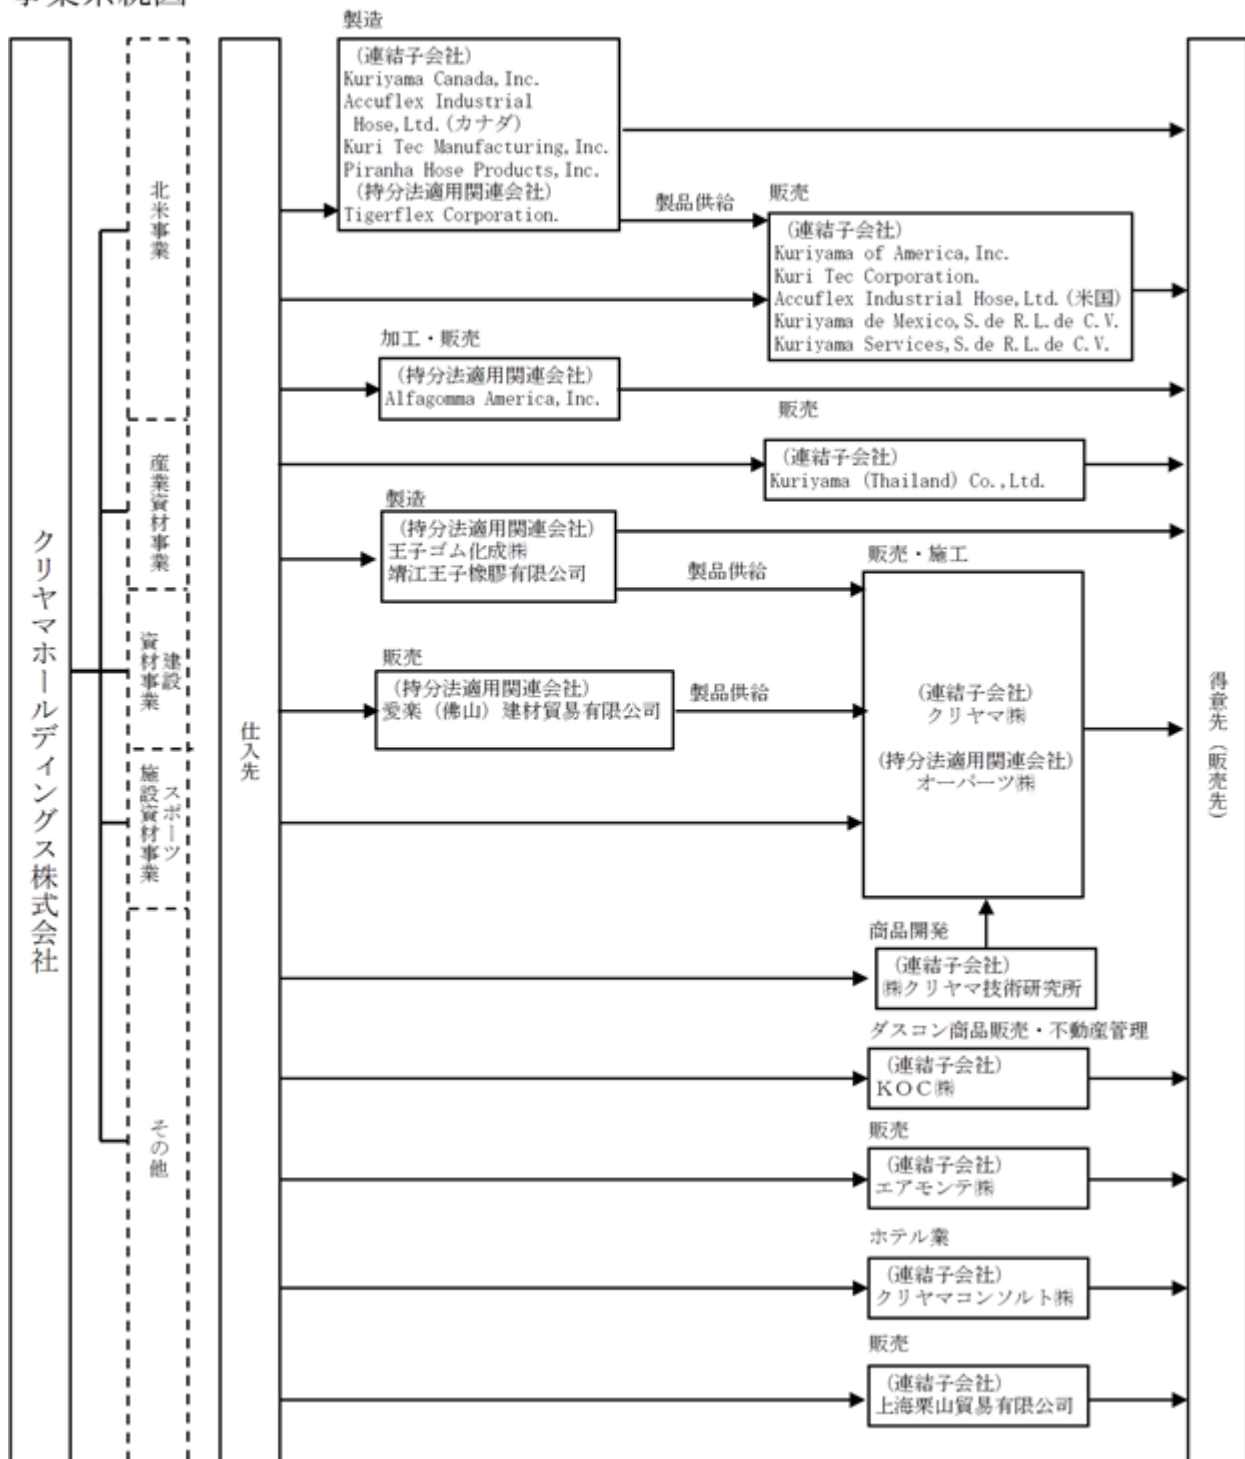 事業系統図
クリヤマホールディングス株式会社
北米事業
産業資材事業
建設
資材事業
スポーツ
施設資材事業
その他
仕入先
製造
(連結子会社)
Kuriyama Canada,Inc.
Accuflex Industrial
Hose,Ltd.(カナダ)
Kuri Tec Manufacturing,Inc.
Piranha Hose Products,Inc.
(持分法適用関連会社)
Tigerflex Corporation.
製品供給
販売
(連結子会社)
Kuriyama of America,Inc.
Kuri Tec Corporation.
Accuflex Industrial Hose,Ltd.(米国)
Kuriyama de Mexico,S.de R.L.de C.V.
Kuriyama Services,S.de R.L.de C.V.
加工・販売
(持分法適用関連会社)
Alfagomma America,Inc.
販売
(連結子会社)
Kuriyama (Thailand) Co.,Ltd.
製造
(持分法適用関連会社)
王子ゴム化成㈱
靖江王子橡膠有限公司
製品供給
販売・施工
販売
(持分法適用関連会社)
愛楽（佛山）建材貿易有限公司
製品供給
(連結子会社)
クリヤマ㈱
(持分法適用関連会社)
オーパーツ㈱
商品開発
(連結子会社)
㈱クリヤマ技術研究所
ダスコン商品販売・不動産管理
(連結子会社)
ＫＯＣ㈱
販売
(連結子会社)
エアモンテ㈱
ホテル業
(連結子会社)
クリヤマコンソルト㈱
販売
(連結子会社)
上海栗山貿易有限公司
得意先（販売先）